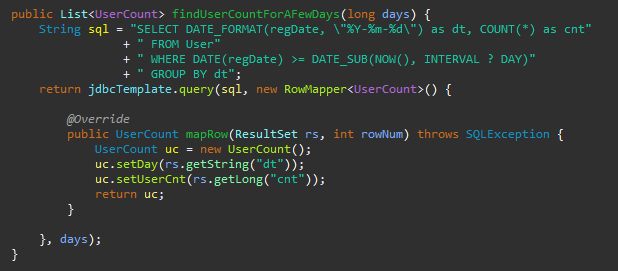 public List<UserCount> findUserCountForAFewDays(long days) {
    String sql = "SELECT DATE_FORMAT(regDate, \"%Y-%m-%d\") as dt, COUNT(*) as cnt"
               + " FROM User"
               + " WHERE DATE(regDate) >= DATE_SUB(NOW(), INTERVAL ? DAY)"
               + " GROUP BY dt";
    return jdbcTemplate.query(sql, new RowMapper<UserCount>() {
        @Override
        public UserCount mapRow(ResultSet rs, int rowNum) throws SQLException {
            UserCount uc = new UserCount();
            uc.setDay(rs.getString("dt"));
            uc.setUserCnt(rs.getLong("cnt"));
            return uc;
        }
    }, days);
}